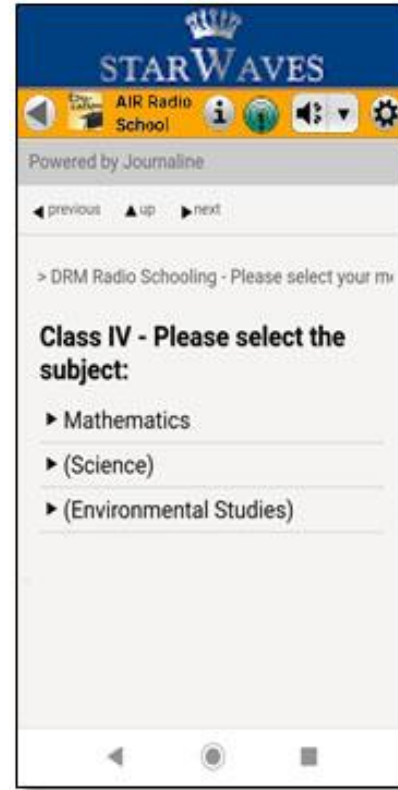 STARWAVES
AIR Radio
School
Powered by Journaline
◀ previous ▲ up ▶ next
> DRM Radio Schooling - Please select your
Class IV - Please select the
subject:
▶ Mathematics
▶ (Science)
▶ (Environmental Studies)